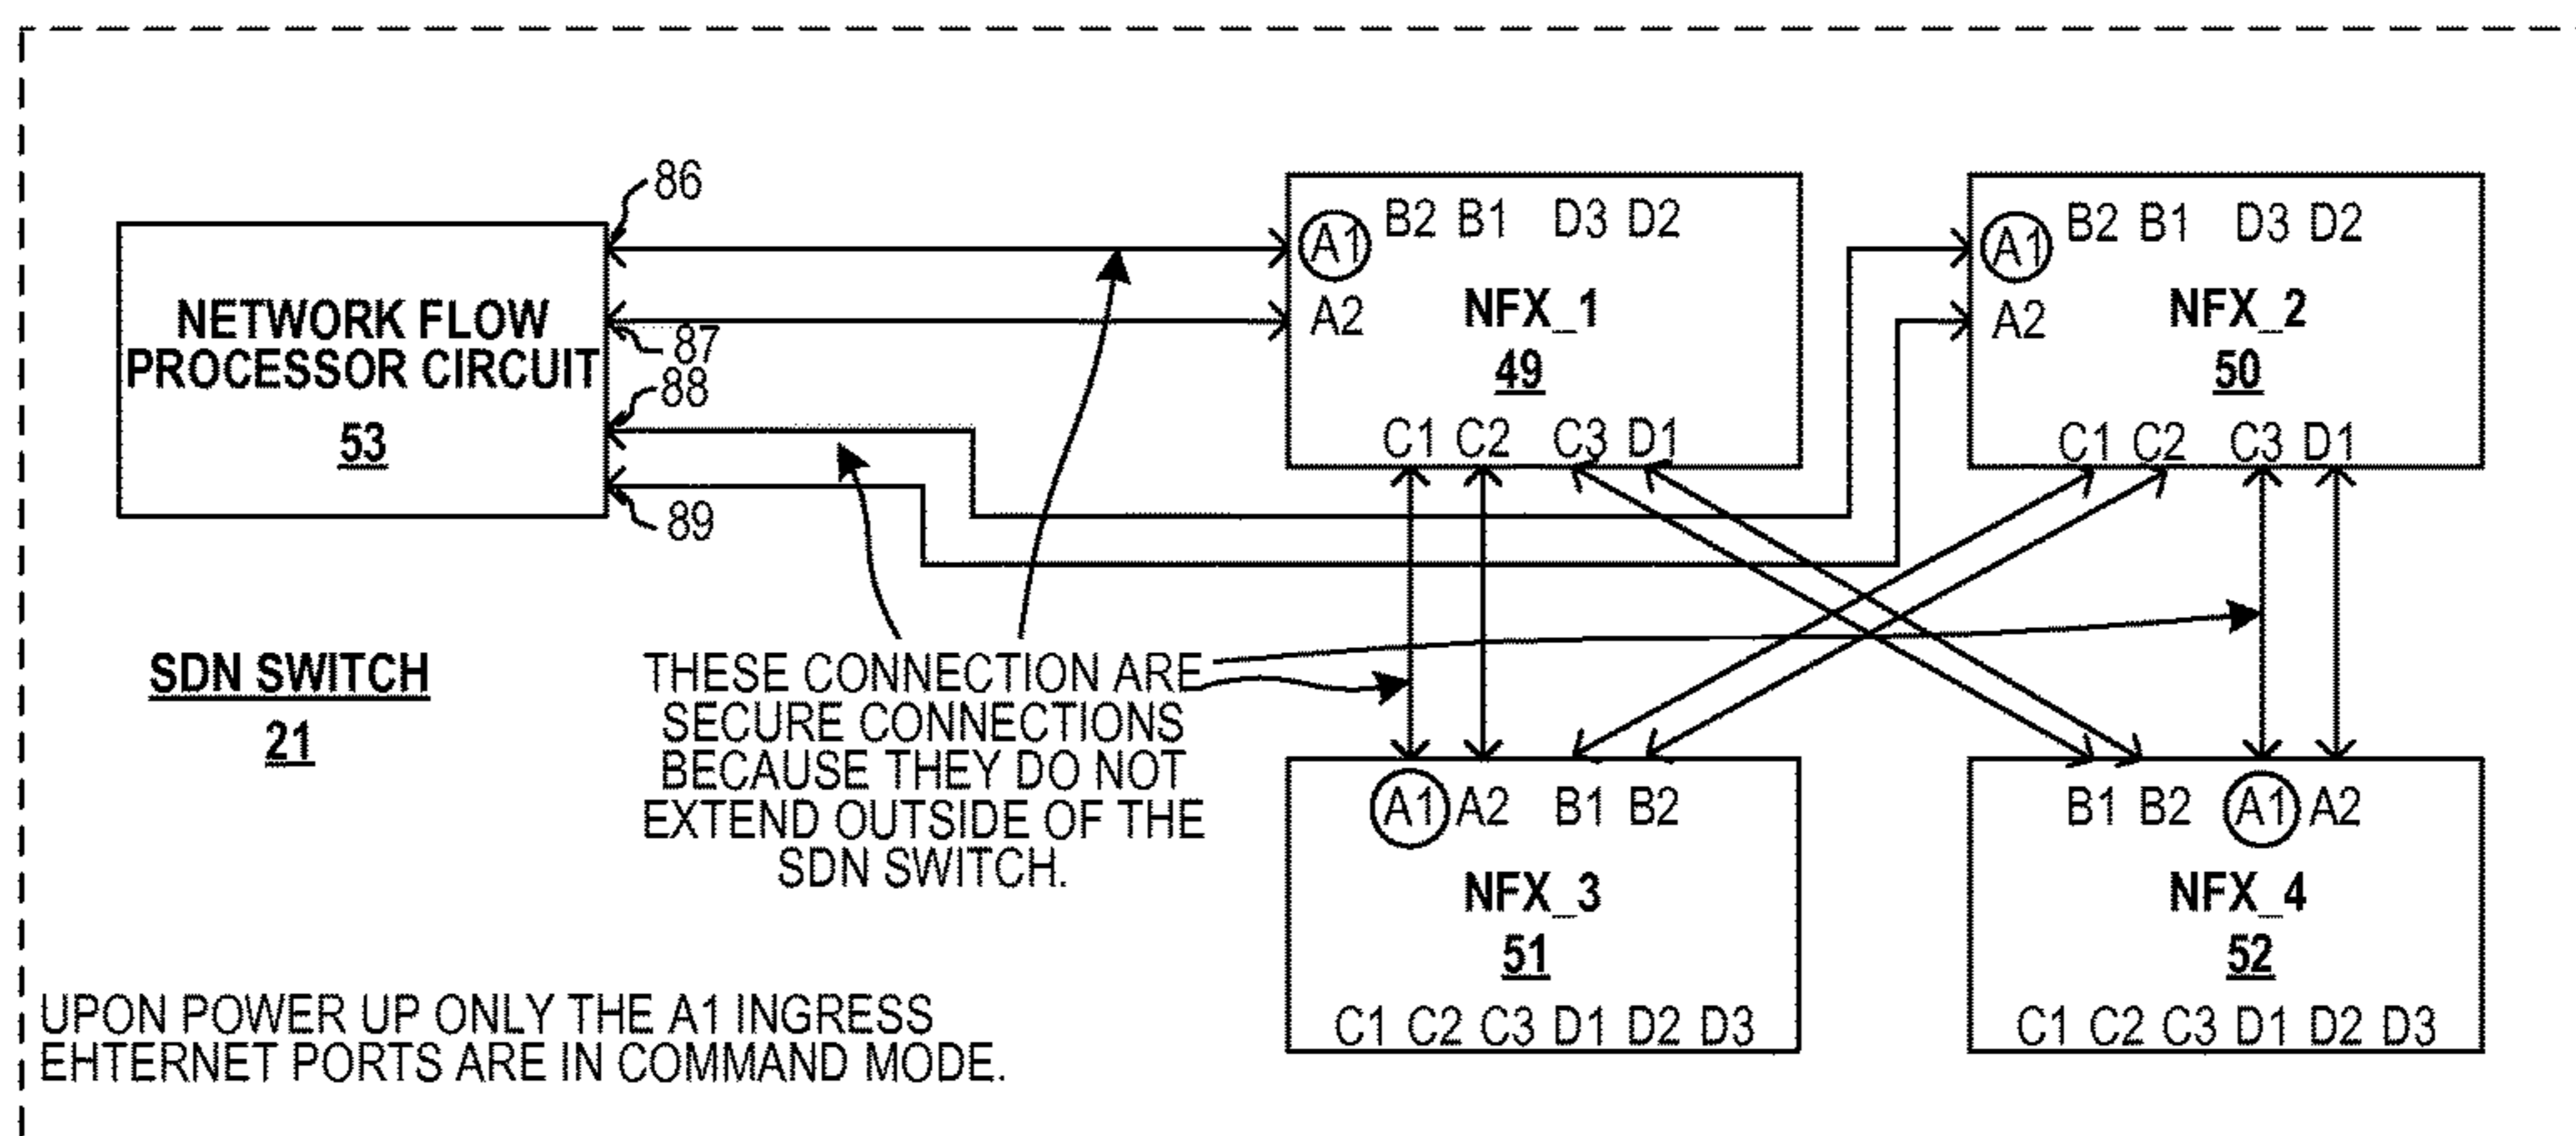 86
B2 B1 D3 D2
B2 B1 D3 D2
A1
A1
NETWORK FLOW
PROCESSOR CIRCUIT
53
87
88
89
A2
NFX_1
49
A2
NFX_2
50
C1 C2 C3 D1
C1 C2 C3 D1
SDN SWITCH
21
THESE CONNECTION ARE
SECURE CONNECTIONS
BECAUSE THEY DO NOT
EXTEND OUTSIDE OF THE
SDN SWITCH.
A1 A2 B1 B2
NFX_3
51
C1 C2 C3 D1 D2 D3
B1 B2 A1 A2
NFX_4
52
C1 C2 C3 D1 D2 D3
UPON POWER UP ONLY THE A1 INGRESS
EHTERNET PORTS ARE IN COMMAND MODE.